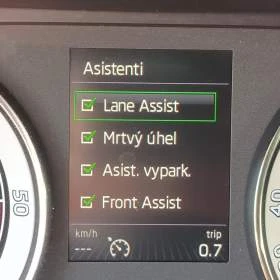 Asistenti
Lane Assist
Mrtvý úhel
Asist. vypark.
Front Assist
km/h trip
--- 0.7
50
40